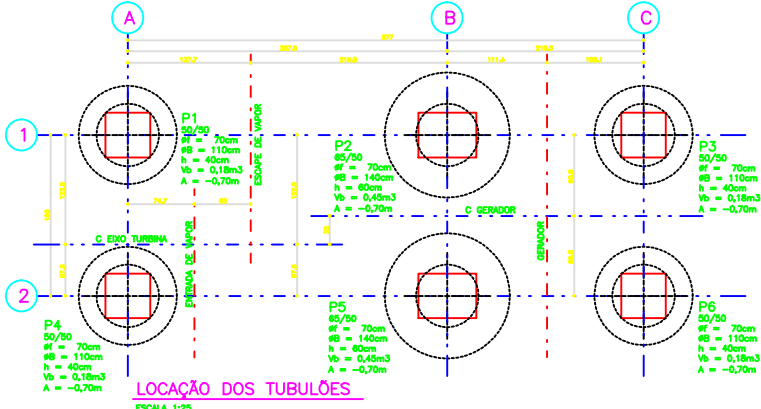 A
B
C
1
P1
50/50
øf = 70cm
øB = 110cm
h = 40cm
Vb = 0,18m3
A = -0,70m
ESCAPE DE VAPOR
P2
65/50
øf = 70cm
øB = 140cm
h = 60cm
Vb = 0,45m3
A = -0,70m
P3
50/50
øf = 70cm
øB = 110cm
h = 40cm
Vb = 0,18m3
A = -0,70m
C GERADOR
C EIXO TURBINA
ENTRADA DE VAPOR
GERADOR
2
P4
50/50
øf = 70cm
øB = 110cm
h = 40cm
Vb = 0,18m3
A = -0,70m
P5
65/50
øf = 70cm
øB = 140cm
h = 60cm
Vb = 0,45m3
A = -0,70m
P6
50/50
øf = 70cm
øB = 110cm
h = 40cm
Vb = 0,18m3
A = -0,70m
LOCAÇÃO DOS TUBULÕES
ESCALA 1:25